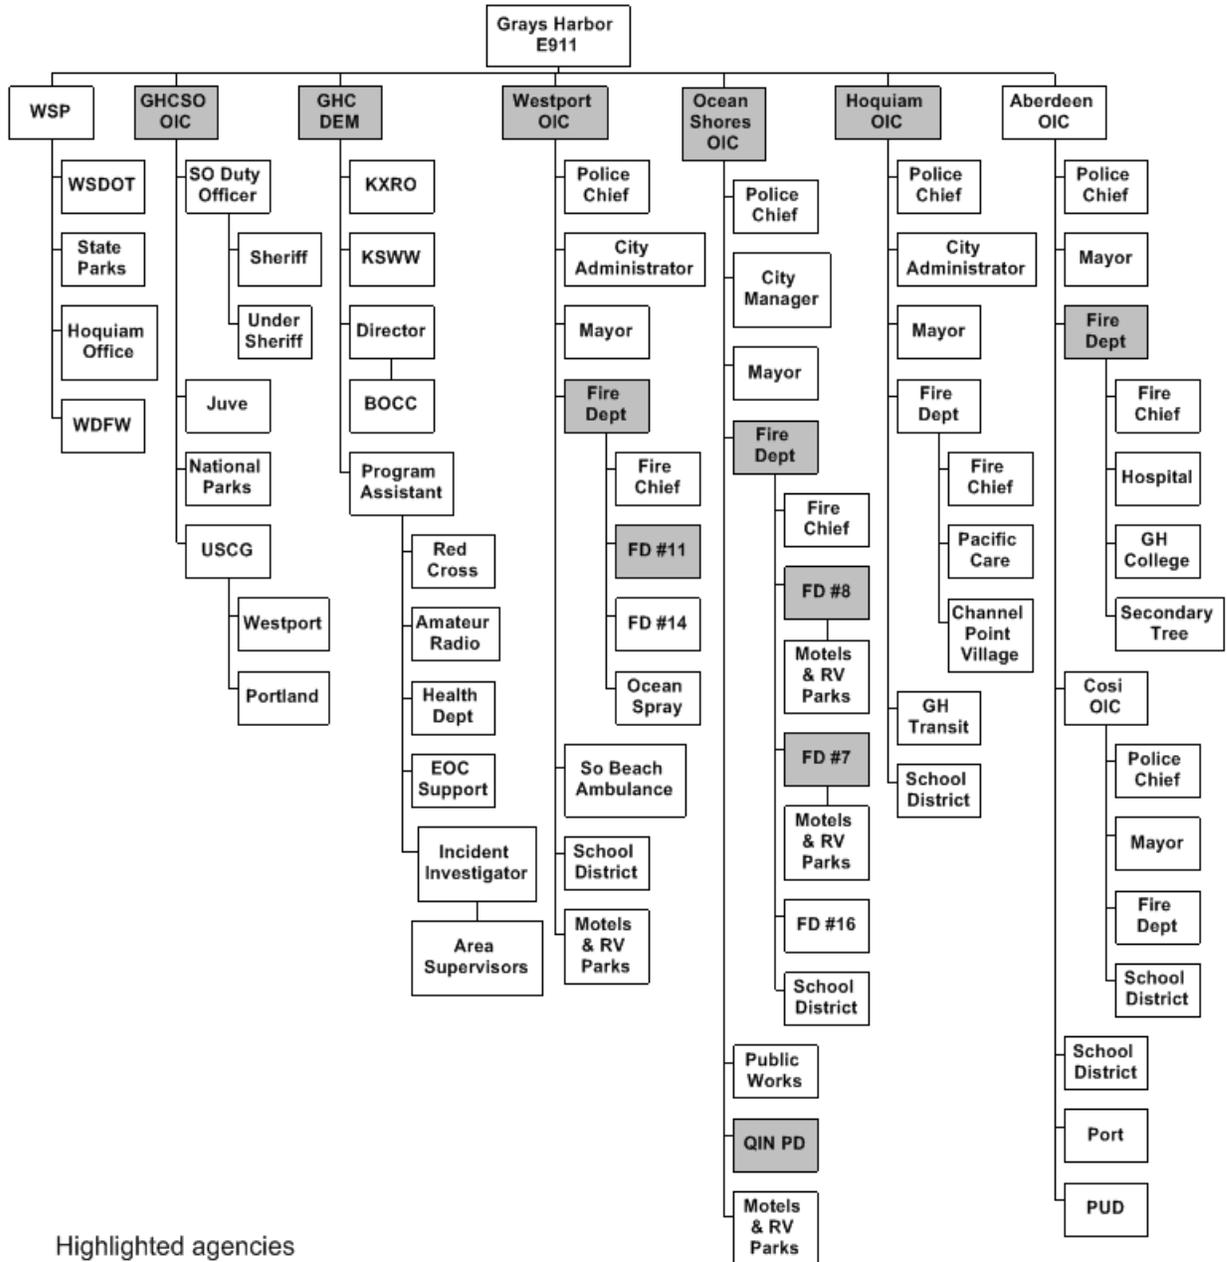 Grays Harbor
E911
WSP
GHCSO
OIC
GHC
DEM
Westport
OIC
Ocean
Shores
OIC
Hoquiam
OIC
Aberdeen
OIC
WSDOT
State
Parks
Hoquiam
Office
WDFW
SO Duty
Officer
Sheriff
Under
Sheriff
Juve
National
Parks
USCG
Westport
Portland
KXRO
KSWW
Director
BOCC
Program
Assistant
Red
Cross
Amateur
Radio
Health
Dept
EOC
Support
Incident
Investigator
Area
Supervisors
Police
Chief
City
Administrator
Mayor
Fire
Dept
Fire
Chief
FD #11
FD #14
Ocean
Spray
So Beach
Ambulance
School
District
Motels
& RV
Parks
Police
Chief
City
Manager
Mayor
Fire
Dept
Fire
Chief
FD #8
Motels
& RV
Parks
FD #7
Motels
& RV
Parks
FD #16
School
District
Public
Works
QIN PD
Motels
& RV
Parks
Police
Chief
City
Administrator
Mayor
Fire
Dept
Fire
Chief
Pacific
Care
Channel
Point
Village
GH
Transit
School
District
Police
Chief
Mayor
Fire
Dept
Fire
Chief
Hospital
GH
College
Secondary
Tree
Cosi
OIC
Police
Chief
Mayor
Fire
Dept
School
District
School
District
Port
PUD
Highlighted agencies